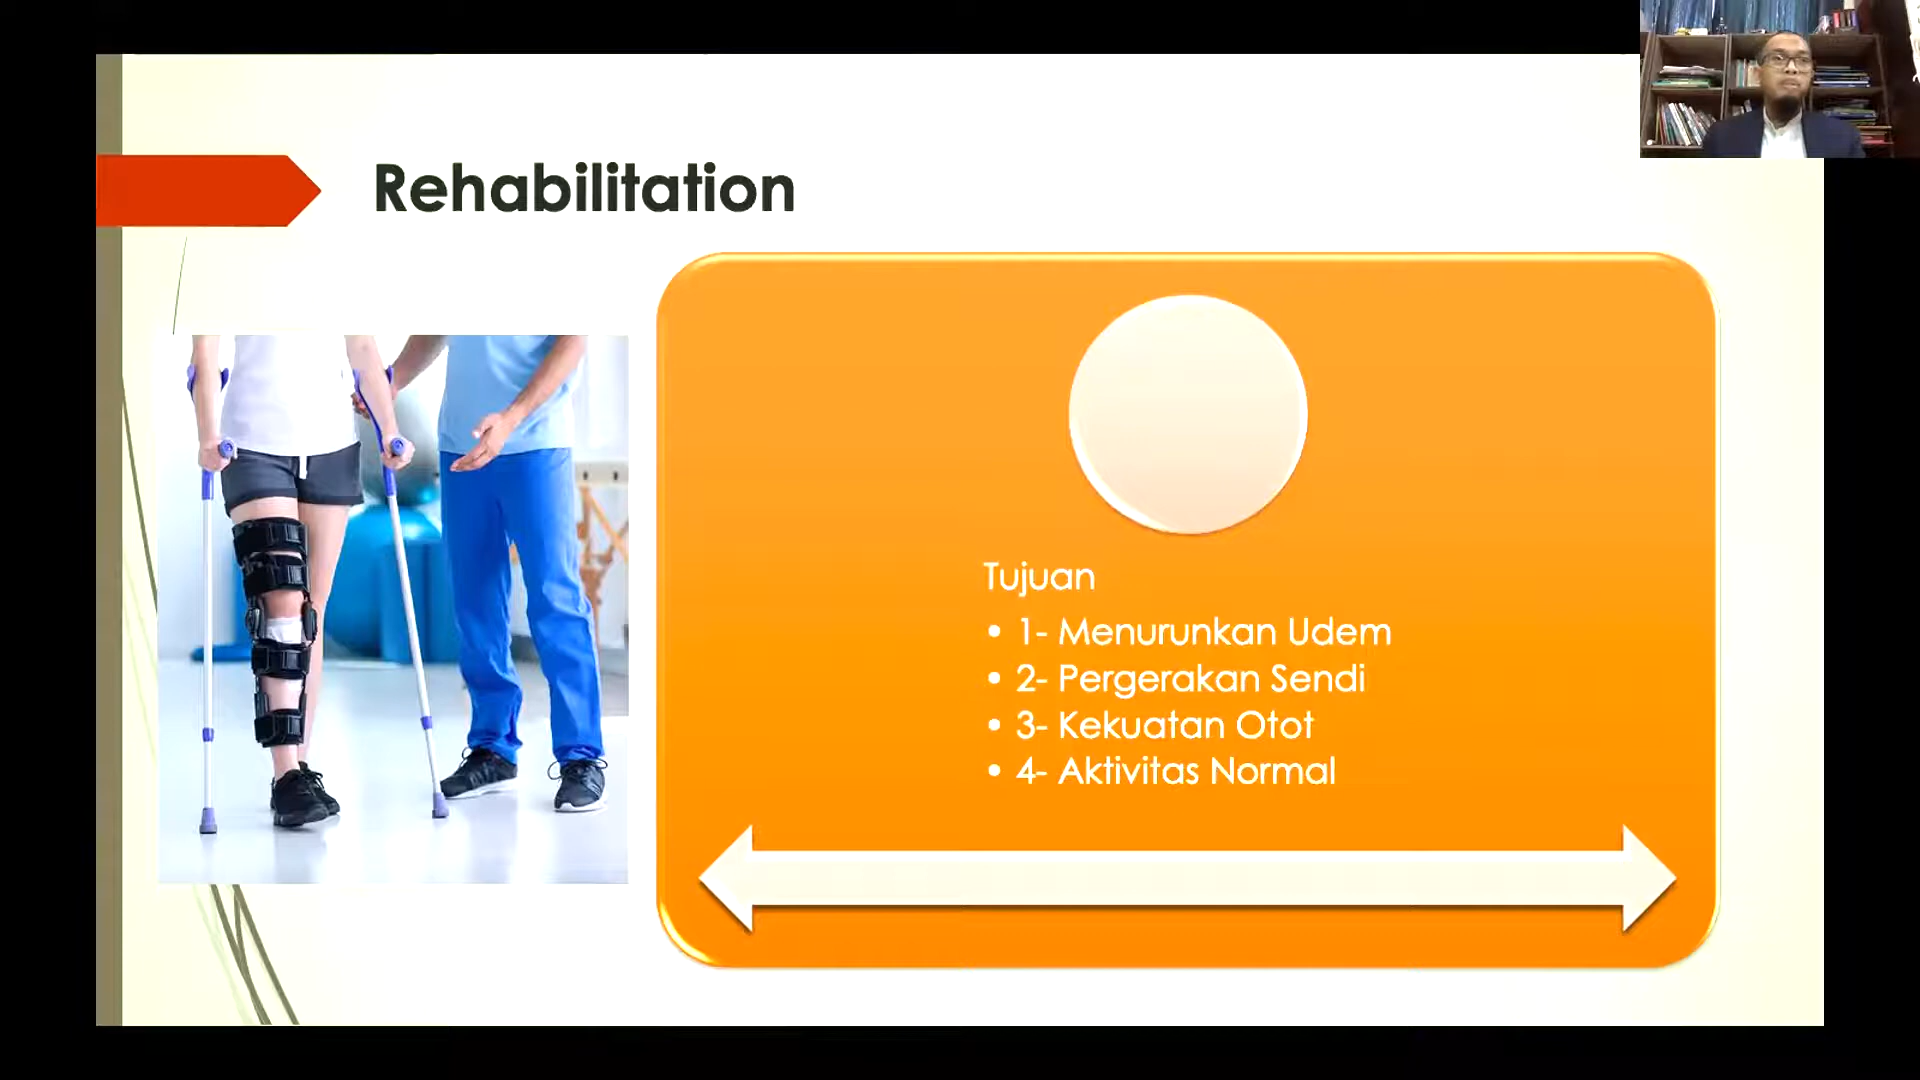 Rehabilitation
Tujuan
• 1- Menurunkan Udem
• 2- Pergerakan Sendi
• 3- Kekuatan Otot
• 4- Aktivitas Normal